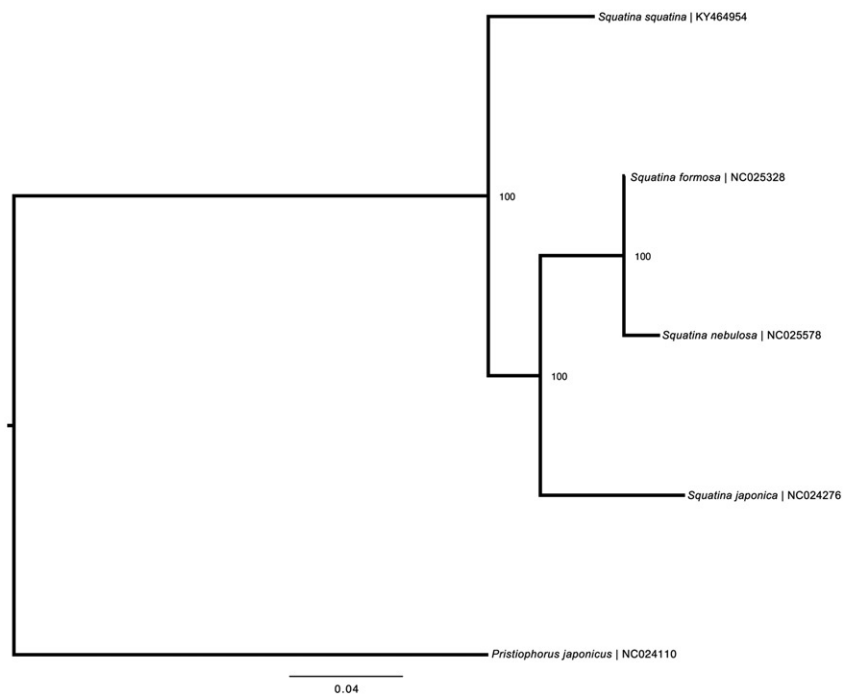 Squatina squatina | KY464954
Squatina formosa | NC025328
100
100
Squatina nebulosa | NC025578
100
Squatina japonica | NC024276
Pristiophorus japonicus | NC024110
0.04